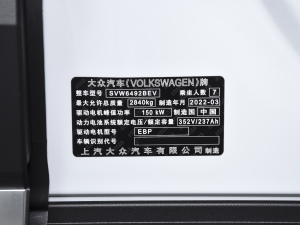 大众汽车(VOLKSWAGEN)牌
整车型号 SVW6492BEV 乘坐人数 7
最大允许总质量 2840kg 制造年月 2022-03
驱动电机峰值功率 150 kW 制造国 中国
动力电池系统额定电压/额定容量 352V/237Ah
驱动电机型号 EBP
车辆识别代号
上汽大众汽车有限公司 制造